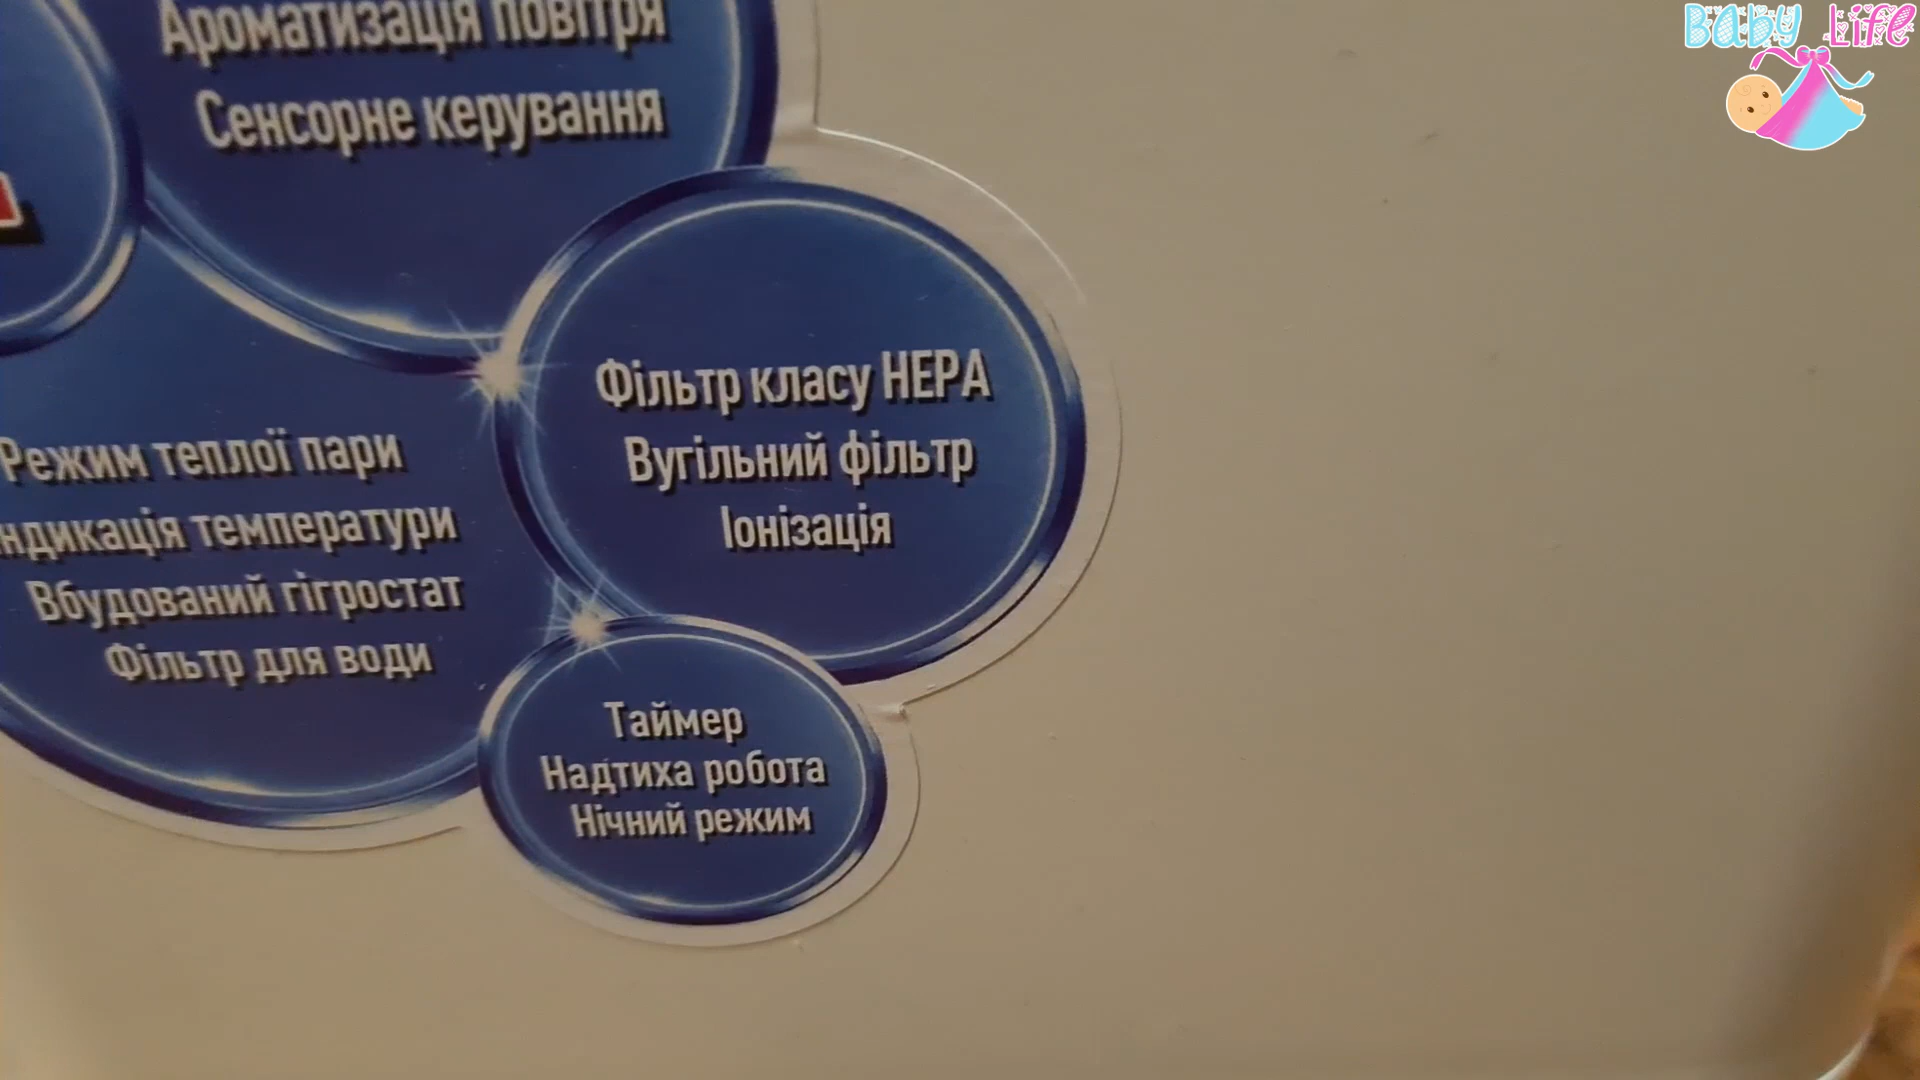 Baby Life
Ароматизація повітря
Сенсорне керування
Фільтр класу HEPA
Вугільний фільтр
Іонізація
Режим теплої пари
ндикація температури
Вбудований гігростат
Фільтр для води
Таймер
Надтиха робота
Нічний режим